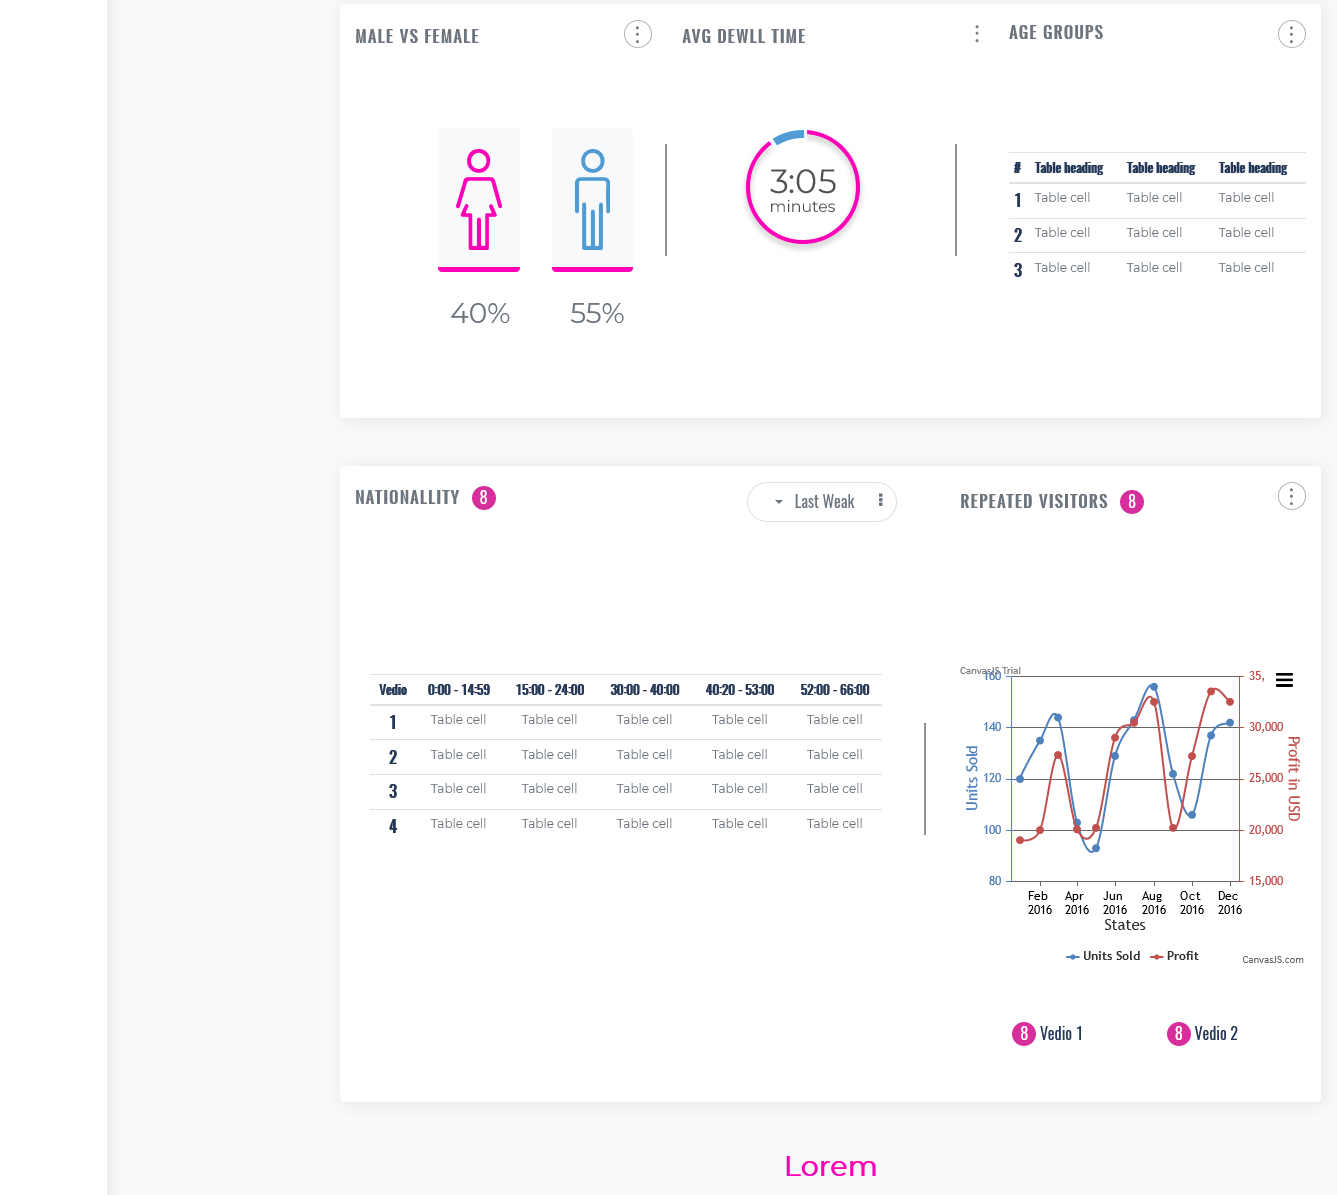 MALE VS FEMALE
AVG DEWLL TIME
AGE GROUPS
3:05
minutes
40%
55%
# Table heading Table heading Table heading
1 Table cell Table cell Table cell
2 Table cell Table cell Table cell
3 Table cell Table cell Table cell
NATIONALLITY 8
Last Weak
REPEATED VISITORS 8
Vedio 0:00 - 14:59 15:00 - 24:00 30:00 - 40:00 40:20 - 53:00 52:00 - 66:00
1 Table cell Table cell Table cell Table cell Table cell
2 Table cell Table cell Table cell Table cell Table cell
3 Table cell Table cell Table cell Table cell Table cell
4 Table cell Table cell Table cell Table cell Table cell
CanvasJS Trial
160
140
120
100
80
Units Sold
35,
30,000
25,000
20,000
15,000
Profit in USD
Feb Apr Jun Aug Oct Dec
2016 2016 2016 2016 2016 2016
States
Units Sold Profit
CanvasJS.com
8 Vedio 1
8 Vedio 2
Lorem